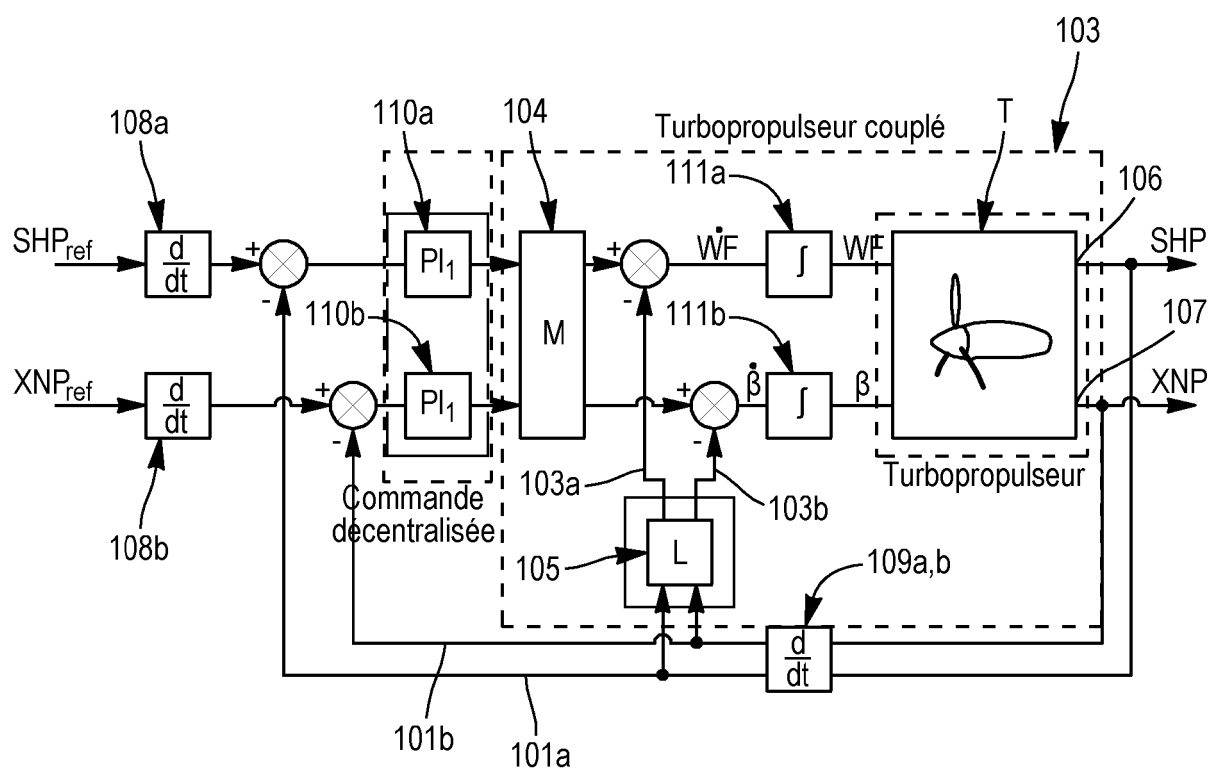 103
108a
110a
104
Turbopropulseur couplé
T
111a
106
SHPref
d
dt
+
-
PI1
+
-
ẆF
∫
WF
SHP
110b
M
111b
107
XNPref
d
dt
+
-
PI1
+
-
β̇
∫
β
XNP
Turbopropulseur
103a
103b
Commande
décentralisée
108b
105
L
109a,b
d
dt
101b
101a